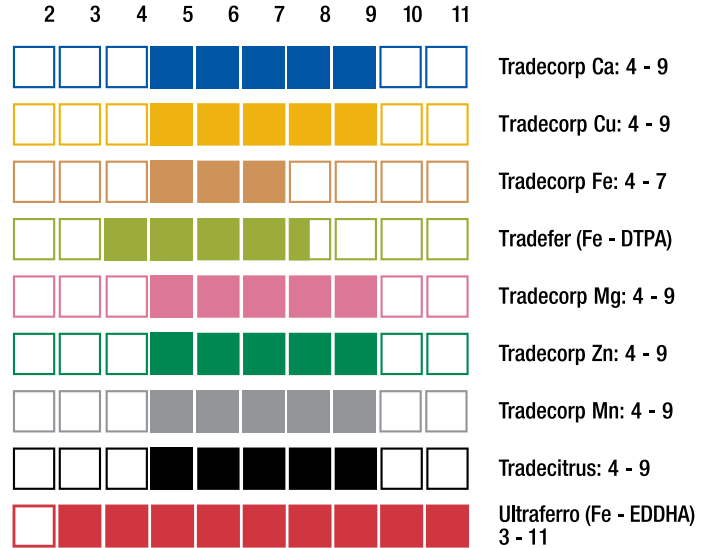 2 3 4 5 6 7 8 9 10 11
Tradecorp Ca: 4 - 9
Tradecorp Cu: 4 - 9
Tradecorp Fe: 4 - 7
Tradefer (Fe - DTPA)
Tradecorp Mg: 4 - 9
Tradecorp Zn: 4 - 9
Tradecorp Mn: 4 - 9
Tradecitrus: 4 - 9
Ultraferro (Fe - EDDHA)
3 - 11